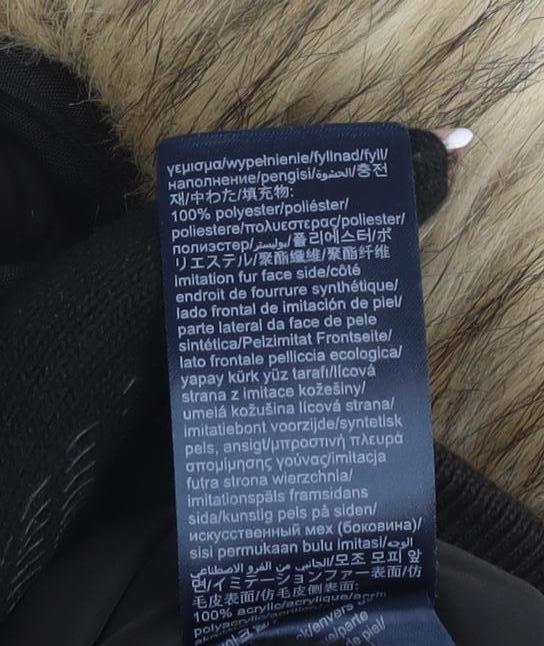 γεμισμα/wypełnienie/fyllnad/fyll/
наполнение/pengisi/الحشوة/충전
재/中わた/填充物:
100% polyester/poliéster/
poliestere/πολυεστερας/poliester/
полиэстер/بوليستر/폴리에스터/ポ
リエステル/聚酯纖維/聚酯纤维
imitation fur face side/côté
endroit de fourrure synthétique/
lado frontal de imitación de piel/
parte lateral da face de pele
sintética/Pelzimitat Frontseite/
lato frontale pelliccia ecologica/
yapay kürk yüz tarafı/lícová
strana z imitace kožešiny/
umelá kožušina lícová strana/
imitatiebont voorzijde/syntetisk
pels, ansigt/μπροστινή πλευρά
απομίμησης γούνας/imitacja
futra strona wierzchnia/
imitationspäls framsidans
sida/kunstig pels på siden/
искусственный мех (боковина)/
sisi permukaan bulu imitasi/الوجه
الجانبي من الفرو الاصطناعي/모조 모피 앞
면/イミテーションファー表面/仿
毛皮表面/仿毛皮侧表面:
100% acrylic/acrylique/
polyacrylic/